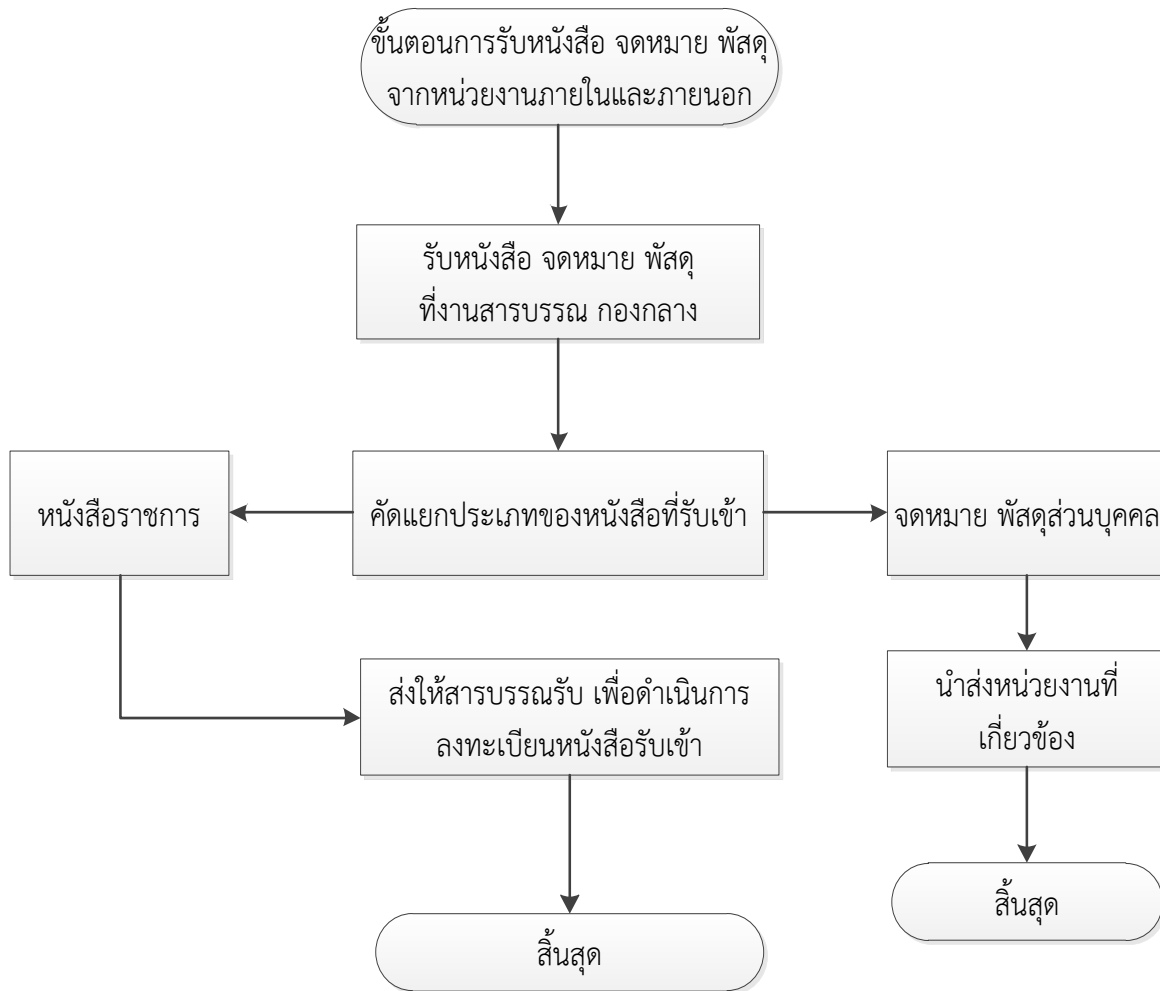 ขั้นตอนการรับหนังสือ จดหมาย พัสดุ
จากหน่วยงานภายในและภายนอก
รับหนังสือ จดหมาย พัสดุ
ที่งานสารบรรณ กองกลาง
หนังสือราชการ
คัดแยกประเภทของหนังสือที่รับเข้า
จดหมาย พัสดุส่วนบุคคล
ส่งให้สารบรรณรับ เพื่อดำเนินการ
ลงทะเบียนหนังสือรับเข้า
นำส่งหน่วยงานที่
เกี่ยวข้อง
สิ้นสุด
สิ้นสุด